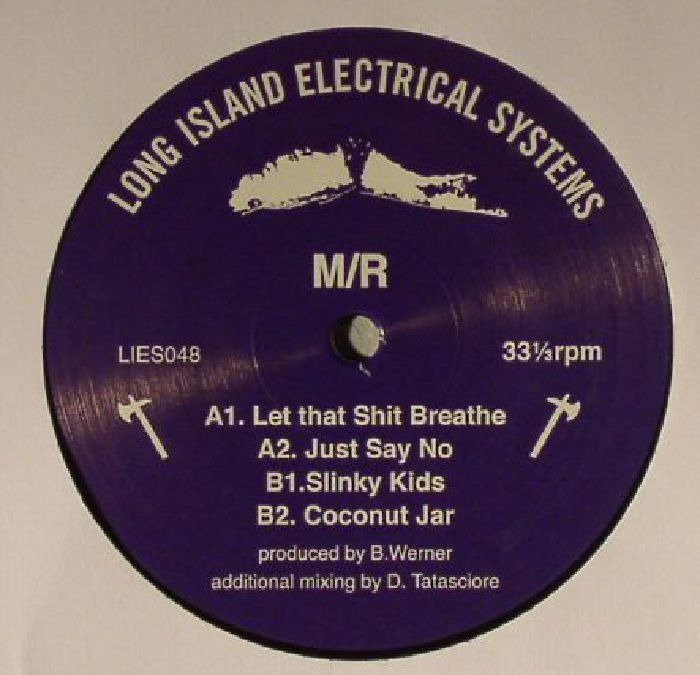 LONG ISLAND ELECTRICAL SYSTEMS
M/R
LIES048
33⅓rpm
A1. Let that Shit Breathe
A2. Just Say No
B1.Slinky Kids
B2. Coconut Jar
produced by B.Werner
additional mixing by D. Tatasciore